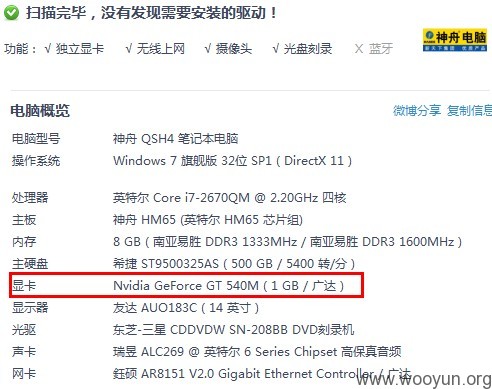 扫描完毕，没有发现需要安装的驱动！
功能： √ 独立显卡 √ 无线上网 √ 摄像头 √ 光盘刻录 X 蓝牙
神舟电脑
电脑概览 微博分享 复制信息
电脑型号 神舟 QSH4 笔记本电脑
操作系统 Windows 7 旗舰版 32位 SP1 ( DirectX 11 )
处理器 英特尔 Core i7-2670QM @ 2.20GHz 四核
主板 神舟 HM65 (英特尔 HM65 芯片组)
内存 8 GB ( 南亚易胜 DDR3 1333MHz / 南亚易胜 DDR3 1600MHz )
主硬盘 希捷 ST9500325AS ( 500 GB / 5400 转/分 )
显卡 Nvidia GeForce GT 540M ( 1 GB / 广达 )
显示器 友达 AUO183C ( 14 英寸 )
光驱 东芝-三星 CDDVDW SN-208BB DVD刻录机
声卡 瑞昱 ALC269 @ 英特尔 6 Series Chipset 高保真音频
网卡 钰硕 AR8151 V2.0 Gigabit Ethernet Controller / 广达
www.wooyun.org